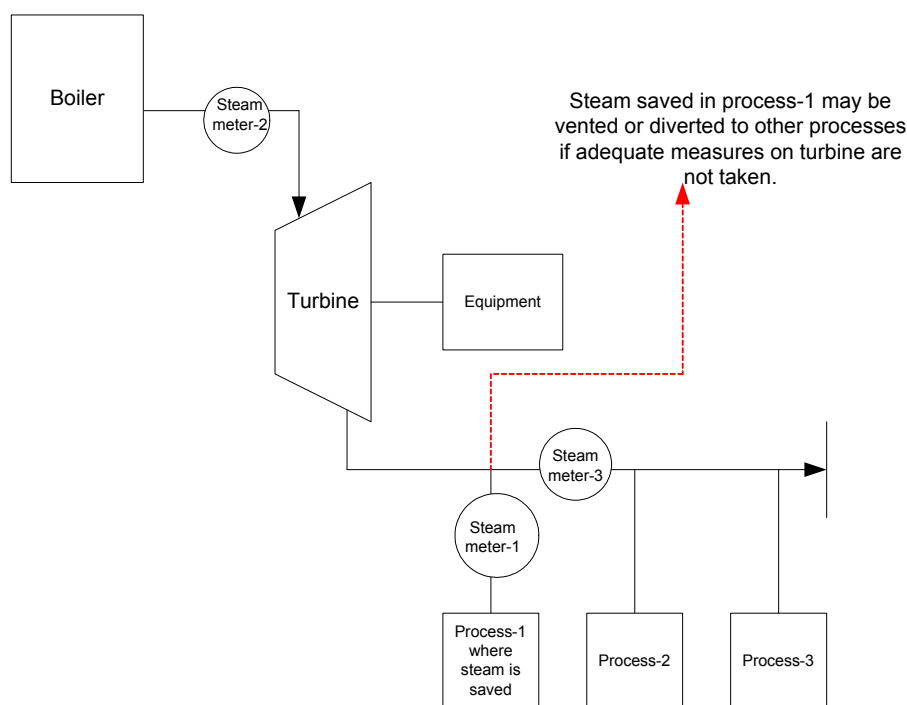 Boiler
Steam
meter-2
Steam saved in process-1 may be
vented or diverted to other processes
if adequate measures on turbine are
not taken.
Turbine
Equipment
Steam
meter-3
Steam
meter-1
Process-1
where
steam is
saved
Process-2
Process-3